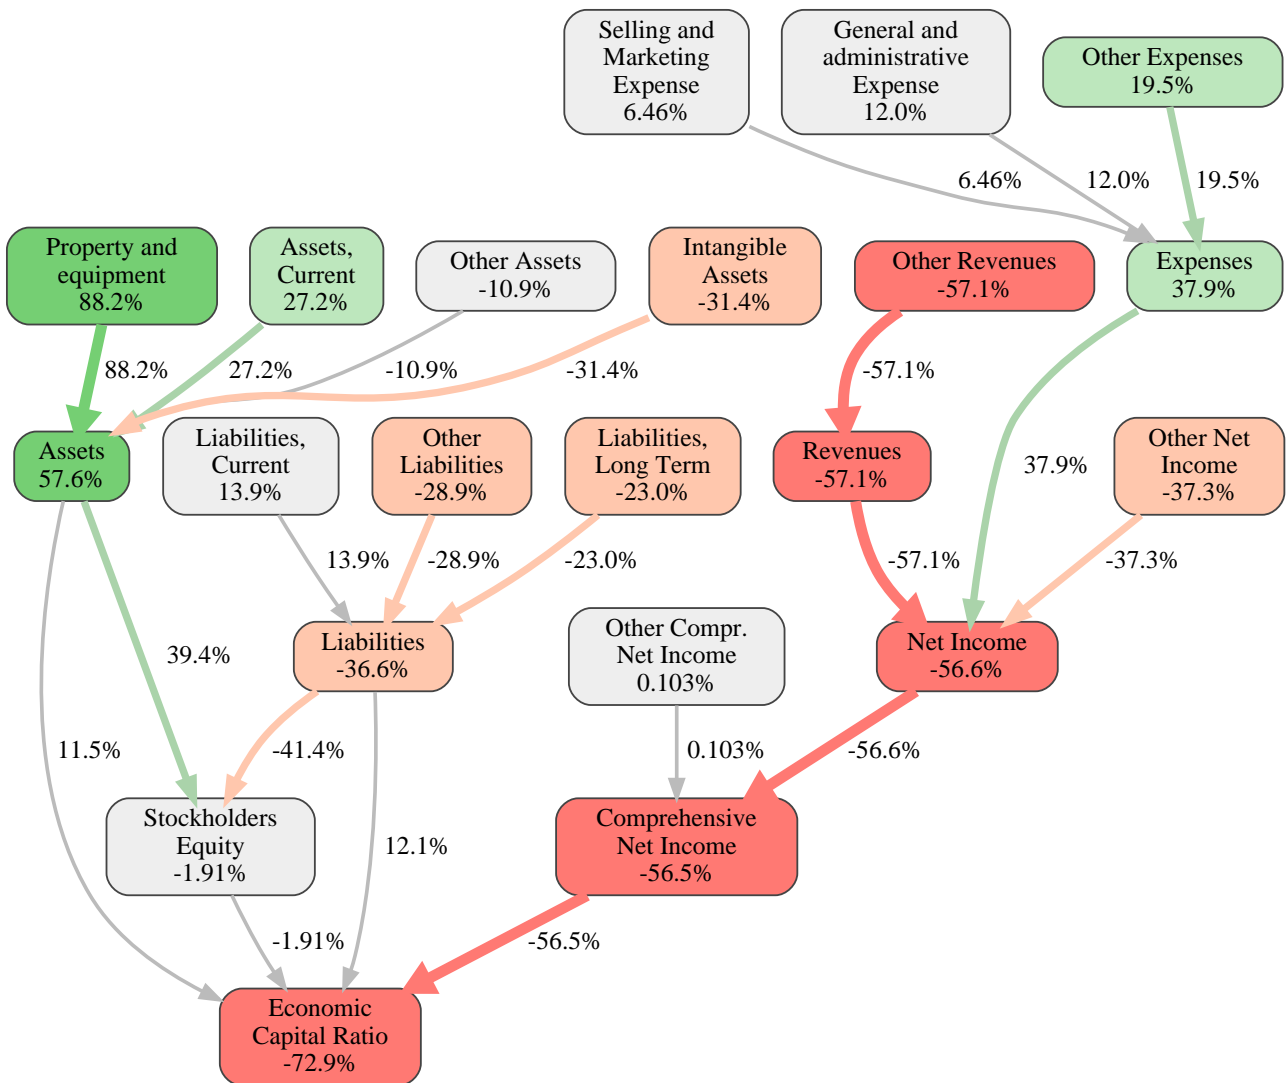 Selling and
Marketing
Expense
6.46%
General and
administrative
Expense
12.0%
Other Expenses
19.5%
6.46%
12.0%
19.5%
Property and
equipment
88.2%
Assets,
Current
27.2%
Other Assets
-10.9%
Intangible
Assets
-31.4%
Other Revenues
-57.1%
Expenses
37.9%
88.2%
27.2%
-10.9%
-31.4%
-57.1%
Assets
57.6%
Liabilities,
Current
13.9%
Other
Liabilities
-28.9%
Liabilities,
Long Term
-23.0%
Revenues
-57.1%
37.9%
Other Net
Income
-37.3%
13.9%
-28.9%
-23.0%
-57.1%
-37.3%
39.4%
Liabilities
-36.6%
Other Compr.
Net Income
0.103%
Net Income
-56.6%
11.5%
-41.4%
0.103%
-56.6%
Stockholders
Equity
-1.91%
12.1%
Comprehensive
Net Income
-56.5%
-1.91%
-56.5%
Economic
Capital Ratio
-72.9%